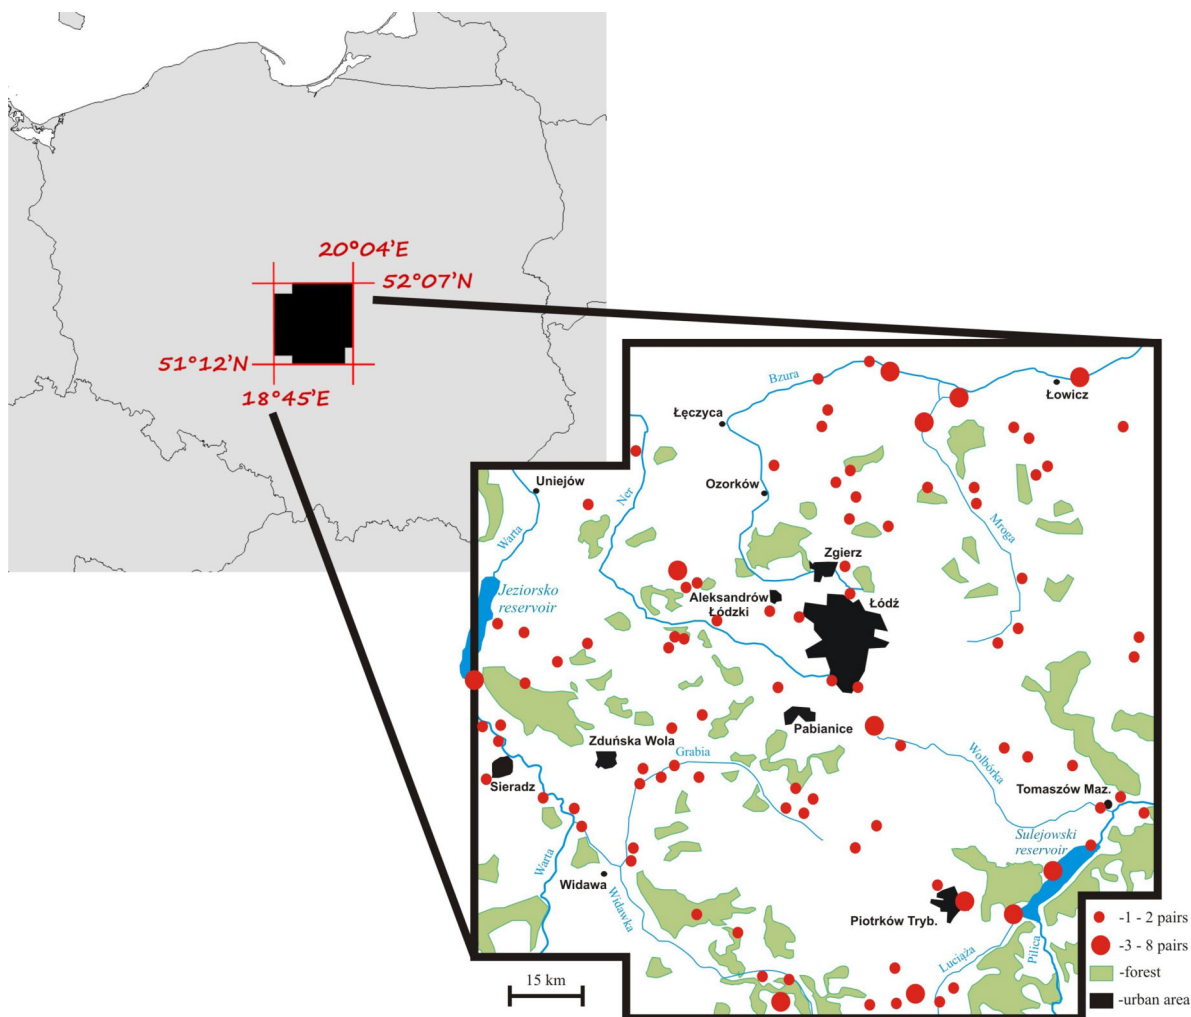 20°04'E
52°07'N
51°12'N
18°45'E
Bzura
Łowicz
Łęczyca
Uniejów
Ner
Ozorków
Warta
Mroga
Zgierz
Jeziorsko
reservoir
Aleksandrów
Łódzki
Łódź
Pabianice
Zduńska Wola
Grabia
Wolbórka
Sieradz
Tomaszów Maz.
Sulejowski
reservoir
Warta
Widawa
Widawka
Piotrków Tryb.
Luciąża
Pilica
-1 - 2 pairs
-3 - 8 pairs
-forest
-urban area
15 km